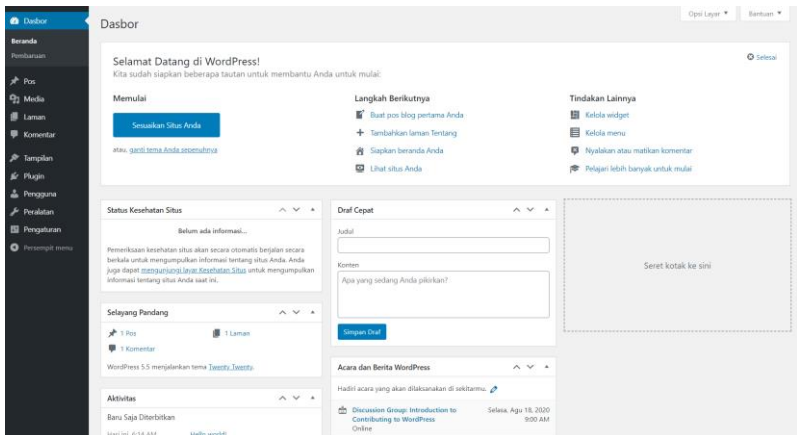 Dasbor
Beranda
Pembaruan
Pos
Media
Laman
Komentar
Tampilan
Plugin
Pengguna
Peralatan
Pengaturan
Persempit menu
Opsi Layar
Bantuan
Dasbor
Selamat Datang di WordPress!
Selesai
Kita sudah siapkan beberapa tautan untuk membantu Anda untuk mulai:
Memulai
Sesuaikan Situs Anda
atau, ganti tema Anda sepenuhnya
Langkah Berikutnya
Buat pos blog pertama Anda
Tambahkan laman Tentang
Siapkan beranda Anda
Lihat situs Anda
Tindakan Lainnya
Kelola widget
Kelola menu
Nyalakan atau matikan komentar
Pelajari lebih banyak untuk mulai
Status Kesehatan Situs
Belum ada informasi...
Pemeriksaan kesehatan situs akan secara otomatis berjalan secara
berkala untuk mengumpulkan informasi tentang situs Anda. Anda
juga dapat mengunjungi layar Kesehatan Situs untuk mengumpulkan
informasi tentang situs Anda saat ini.
Selayang Pandang
1 Pos
1 Laman
1 Komentar
WordPress 5.5 menjalankan tema Twenty Twenty.
Aktivitas
Baru Saja Diterbitkan
Hari ini, 6:14 AM
Hello world!
Draf Cepat
Judul
Konten
Apa yang sedang Anda pikirkan?
Simpan Draf
Acara dan Berita WordPress
Hadiri acara yang akan dilaksanakan di sekitarmu.
Discussion Group: Introduction to
Contributing to WordPress
Online
Selasa, Agu 18, 2020
9:00 AM
Seret kotak ke sini